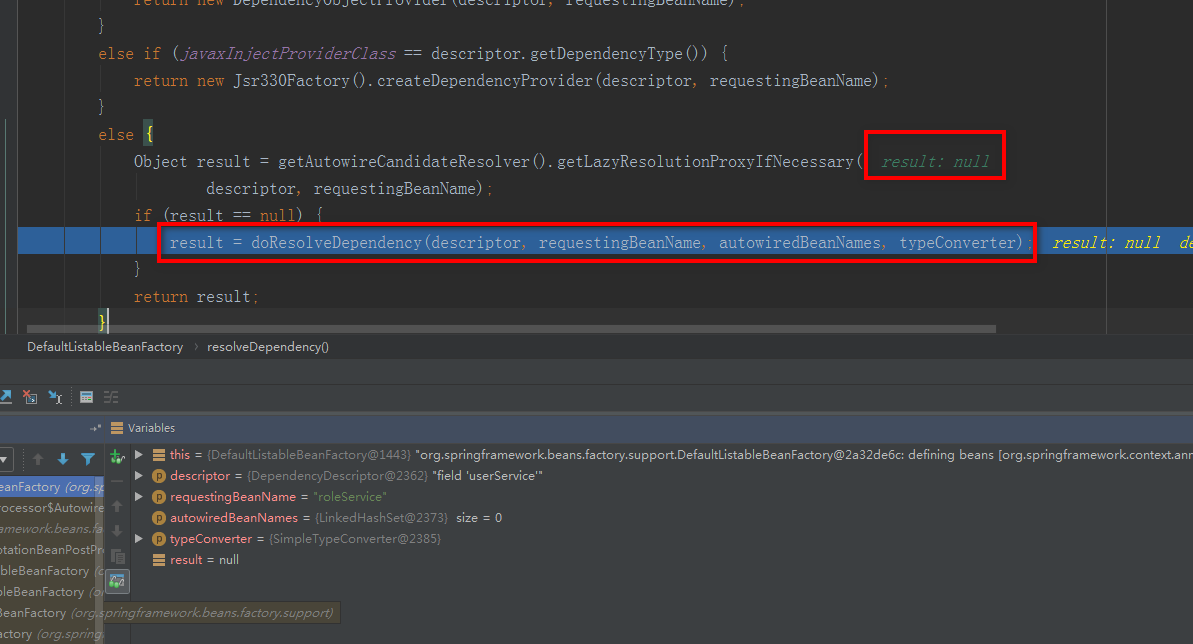 return new DependencyObjectProvider(descriptor, requestingBeanName);
}
else if (javaxInjectProviderClass == descriptor.getDependencyType()) {
return new Jsr330Factory().createDependencyProvider(descriptor, requestingBeanName);
}
else {
Object result = getAutowireCandidateResolver().getLazyResolutionProxyIfNecessary( result: null
descriptor, requestingBeanName);
if (result == null) {
result = doResolveDependency(descriptor, requestingBeanName, autowiredBeanNames, typeConverter); result: null de
}
return result;
}
DefaultListableBeanFactory › resolveDependency()
Variables
this = {DefaultListableBeanFactory@1443} "org.springframework.beans.factory.support.DefaultListableBeanFactory@2a32de6c: defining beans [org.springframework.context.ann
descriptor = {DependencyDescriptor@2362} "field 'userService'"
requestingBeanName = "roleService"
autowiredBeanNames = {LinkedHashSet@2373} size = 0
typeConverter = {SimpleTypeConverter@2385}
result = null
eanFactory (org.sp
rocessor$Autowire
amework.beans.fa
otationBeanPostPr
bleBeanFactory (o
bleBeanFactory (o
BeanFactory (org.springframework.beans.factory.support)
actory (org.spring